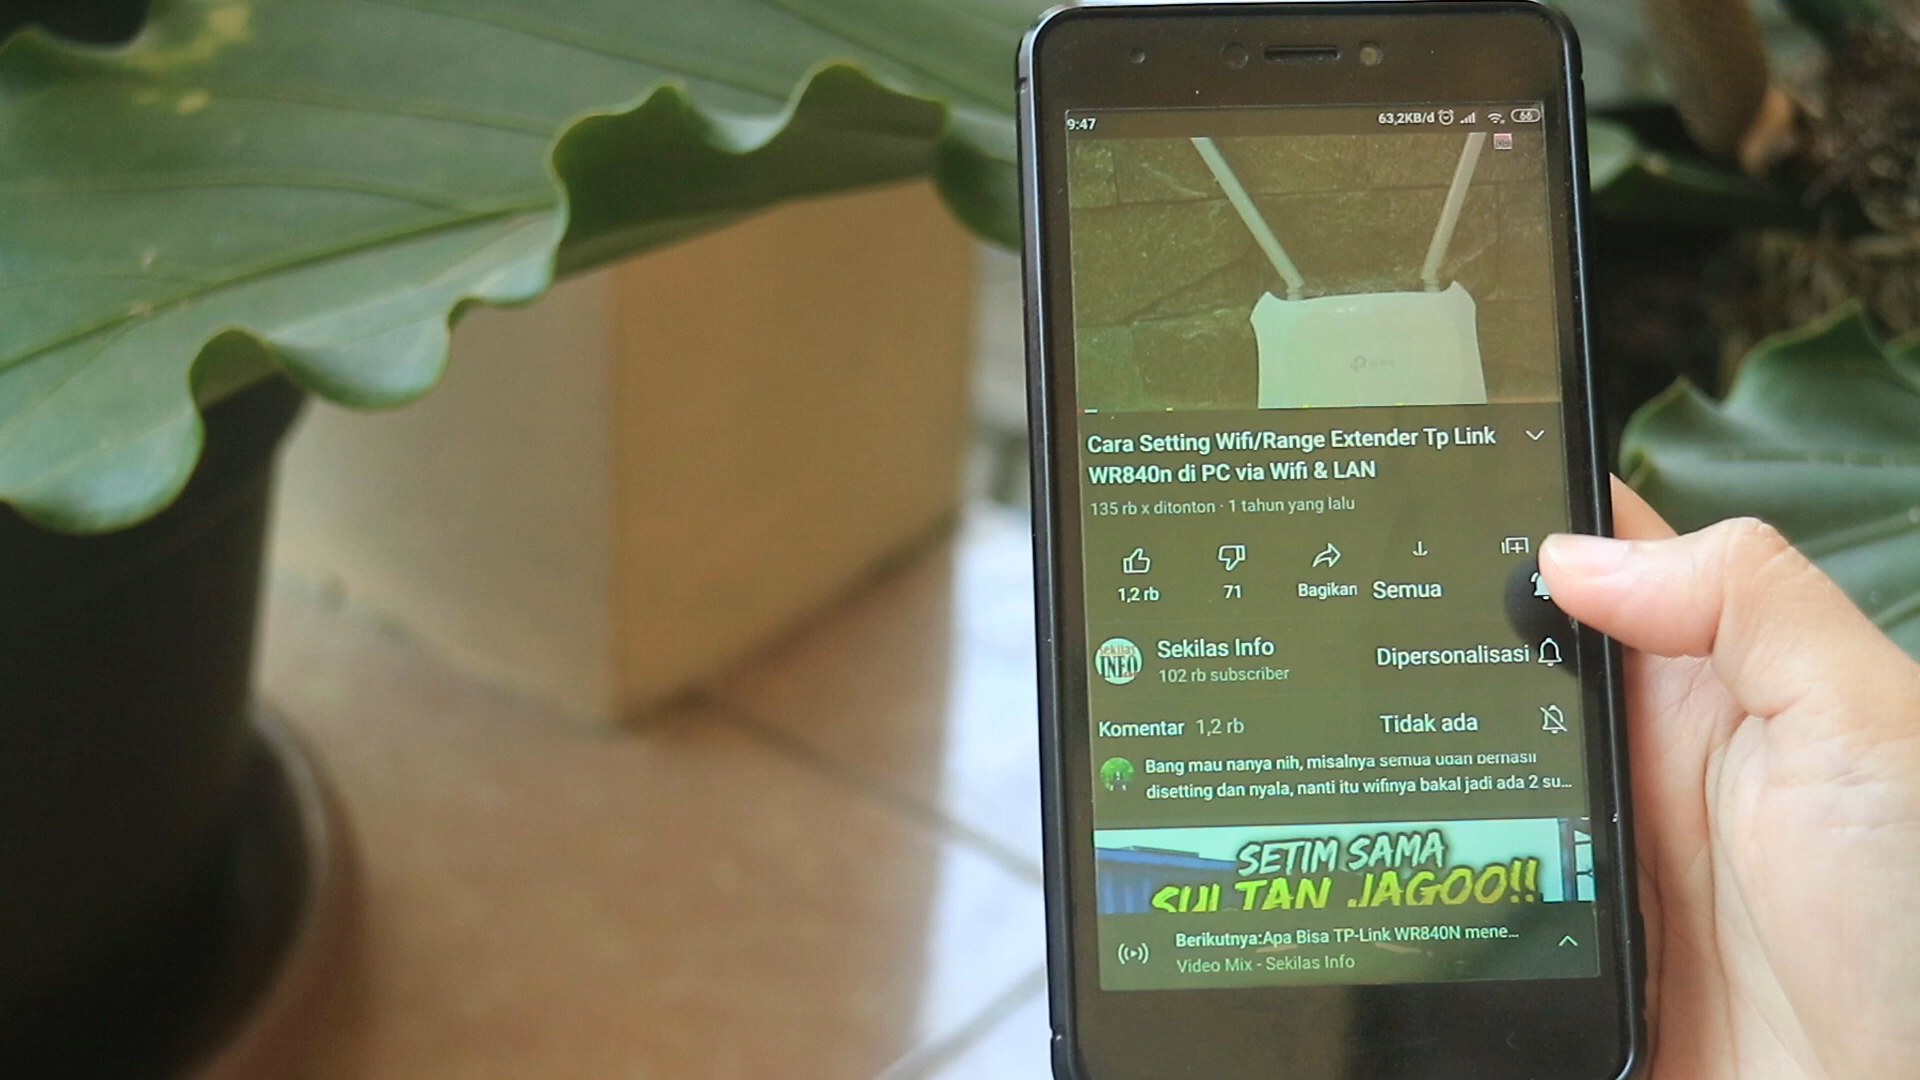 9:47 63,2KB/d 66
Cara Setting Wifi/Range Extender Tp Link
WR840n di PC via Wifi & LAN
135 rb x ditonton · 1 tahun yang lalu
1,2 rb 71 Bagikan Semua
Sekilas Info
102 rb subscriber
Dipersonalisasi
Komentar 1,2 rb
Tidak ada
Bang mau nanya nih, misalnya semua udah berhasil
disetting dan nyala, nanti itu wifinya bakal jadi ada 2 su...
SETIM SAMA
SULTAN JAGOO!!
Berikutnya:Apa Bisa TP-Link WR840N mene...
Video Mix - Sekilas Info